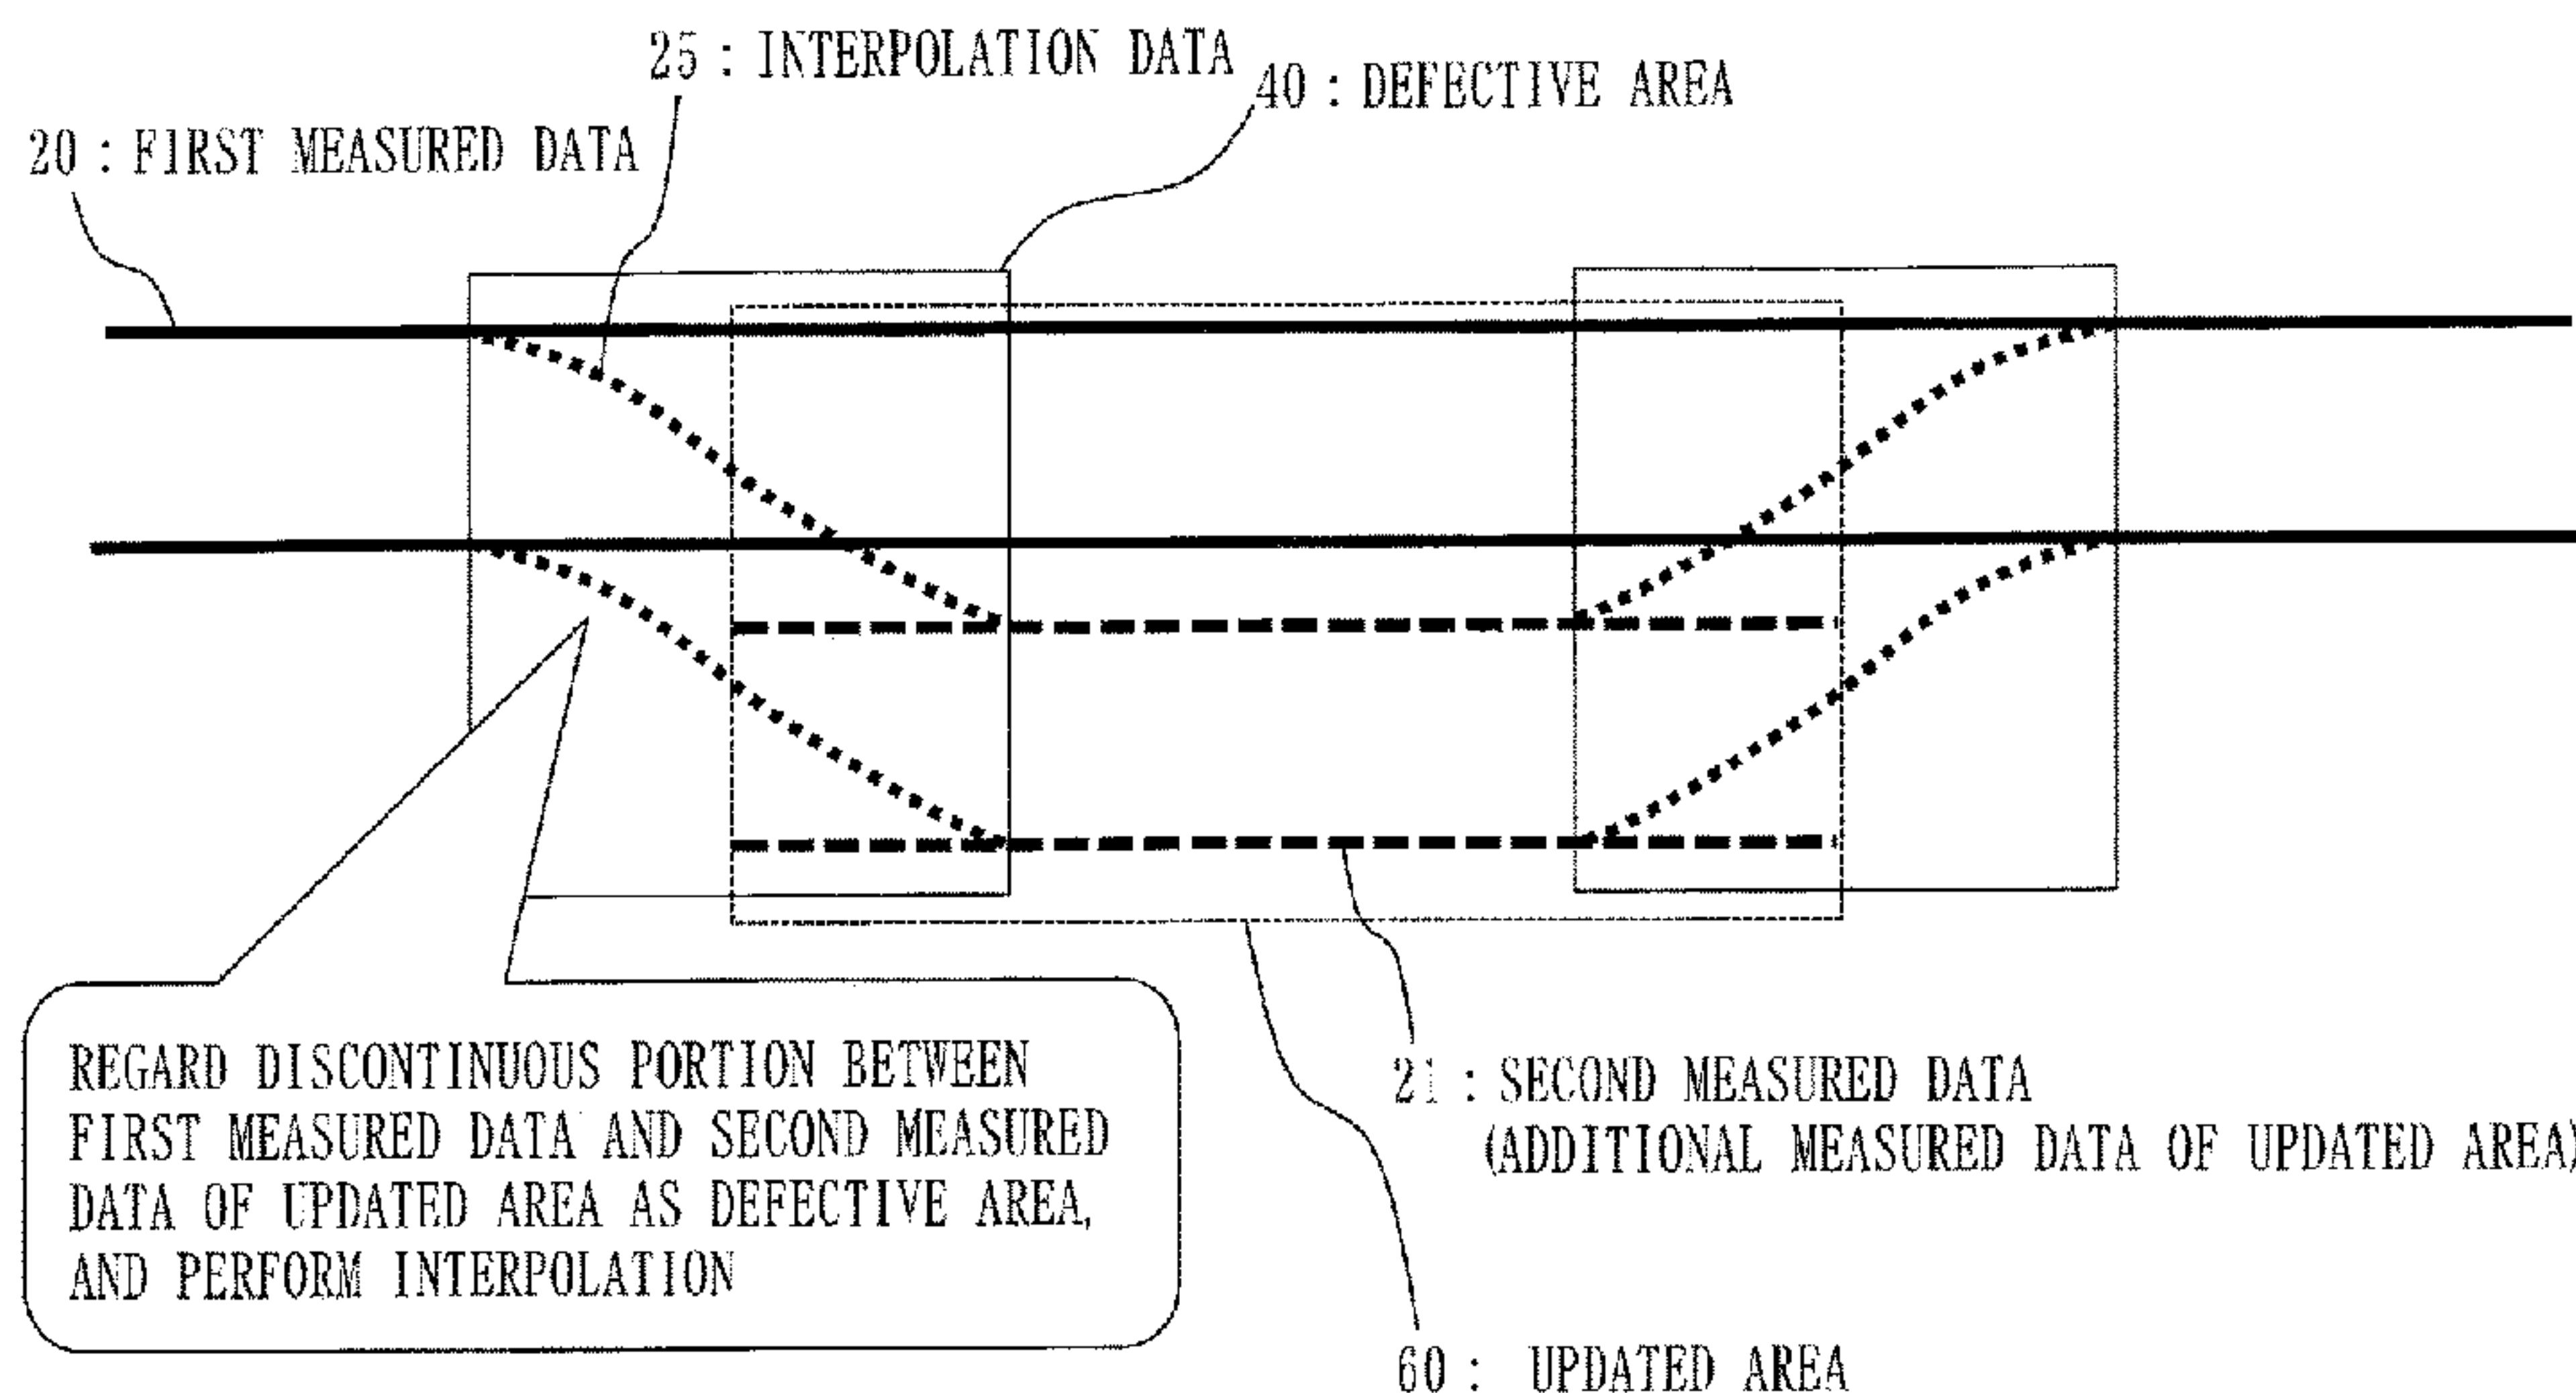 25 : INTERPOLATION DATA
40 : DEFECTIVE AREA
20 : FIRST MEASURED DATA
REGARD DISCONTINUOUS PORTION BETWEEN
FIRST MEASURED DATA AND SECOND MEASURED
DATA OF UPDATED AREA AS DEFECTIVE AREA,
AND PERFORM INTERPOLATION
21 : SECOND MEASURED DATA
(ADDITIONAL MEASURED DATA OF UPDATED AREA)
60 : UPDATED AREA